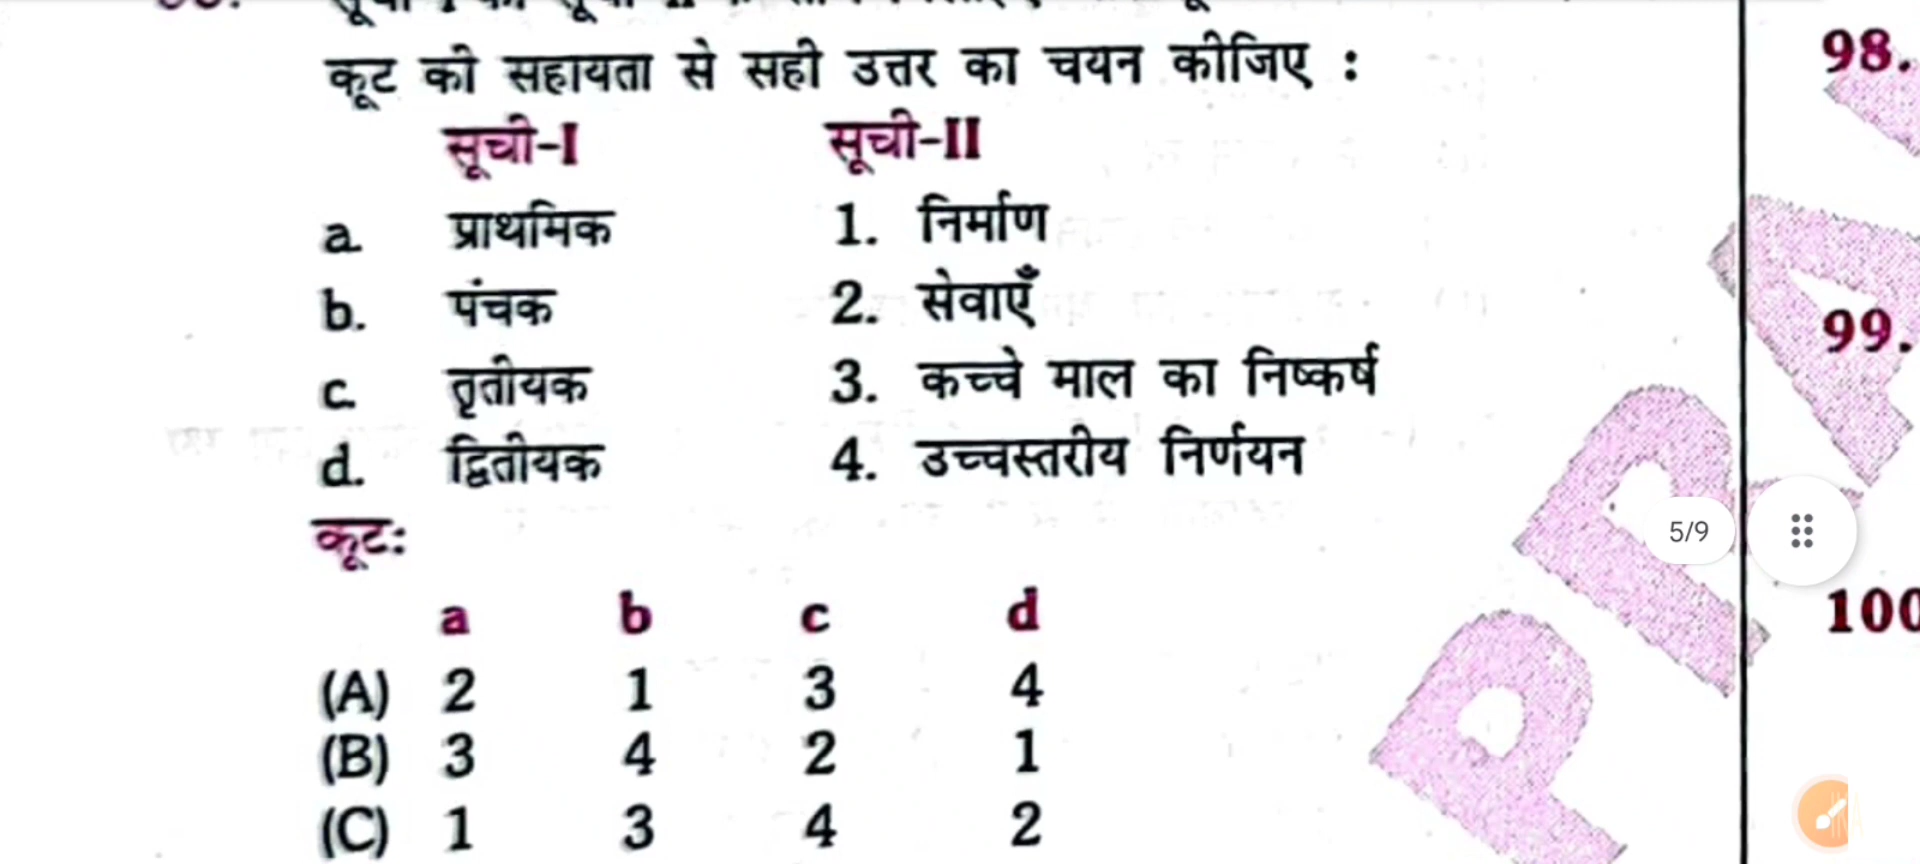 कूट की सहायता से सही उत्तर का चयन कीजिए :
सूची-I सूची-II
a प्राथमिक 1. निर्माण
b. पंचक 2. सेवाएँ
c. तृतीयक 3. कच्चे माल का निष्कर्ष
d. द्वितीयक 4. उच्चस्तरीय निर्णयन
कूटः
a b c d
(A) 2 1 3 4
(B) 3 4 2 1
(C) 1 3 4 2
98.
99.
100
5/9